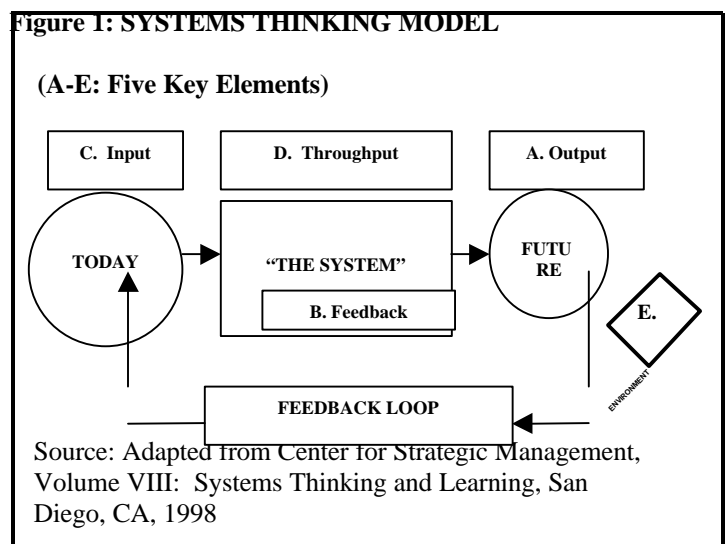 Figure 1: SYSTEMS THINKING MODEL
(A-E: Five Key Elements)
C. Input
D. Throughput
A. Output
TODAY
“THE SYSTEM”
FUTU
RE
B. Feedback
E.
ENVIRONMENT
FEEDBACK LOOP
Source: Adapted from Center for Strategic Management,
Volume VIII: Systems Thinking and Learning, San
Diego, CA, 1998